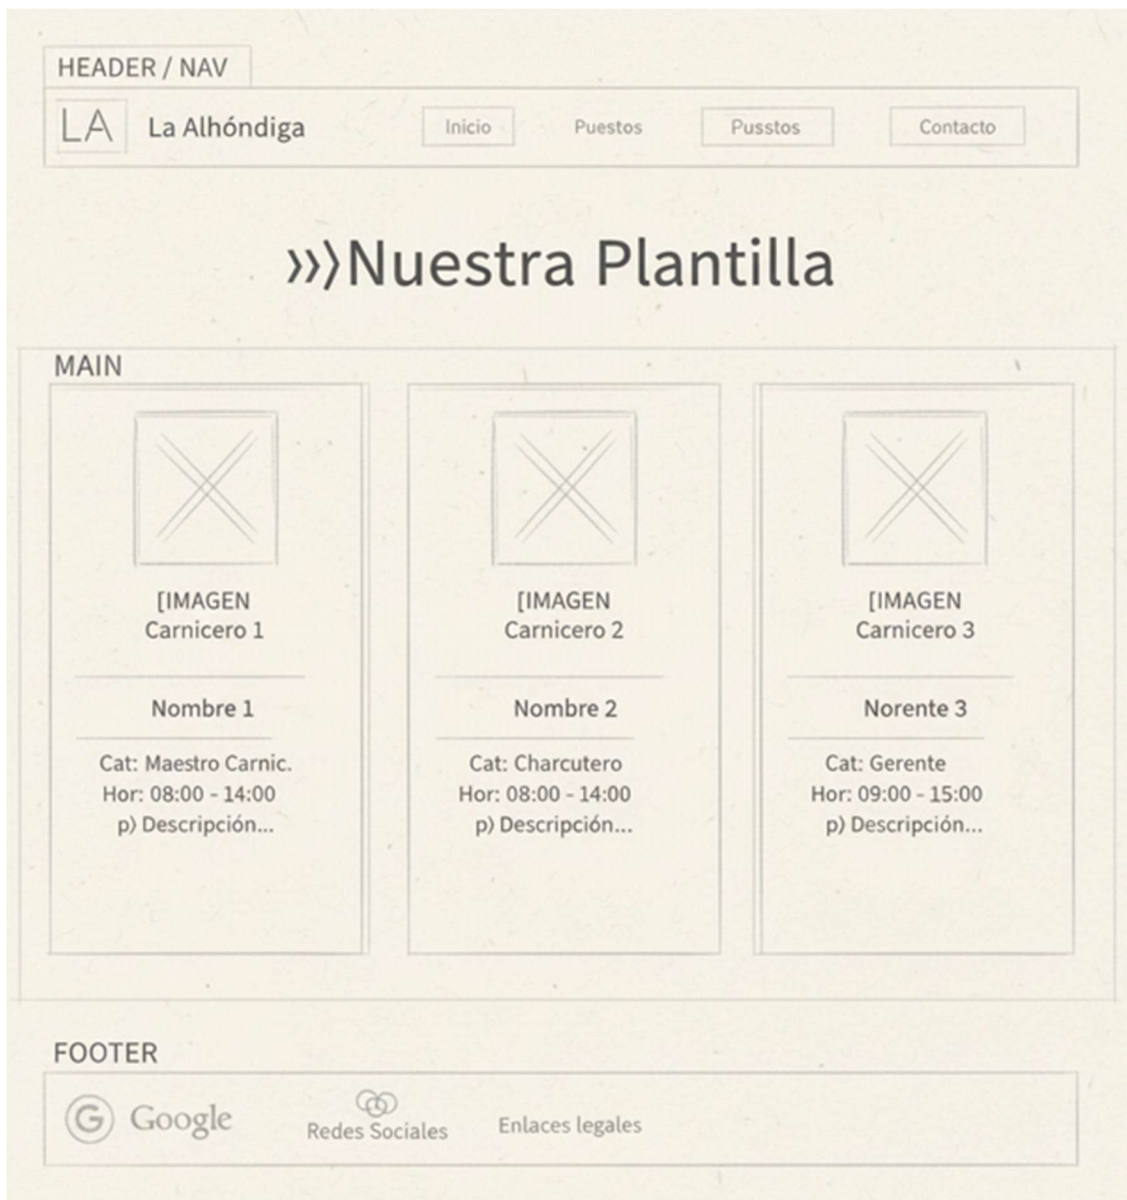 HEADER / NAV
LA La Alhóndiga Inicio Puestos Pusstos Contacto
»⟩Nuestra Plantilla
MAIN
[IMAGEN
Carnicero 1
Nombre 1
Cat: Maestro Carnic.
Hor: 08:00 - 14:00
p) Descripción...
[IMAGEN
Carnicero 2
Nombre 2
Cat: Charcutero
Hor: 08:00 - 14:00
p) Descripción...
[IMAGEN
Carnicero 3
Norente 3
Cat: Gerente
Hor: 09:00 - 15:00
p) Descripción...
FOOTER
G Google Redes Sociales Enlaces legales